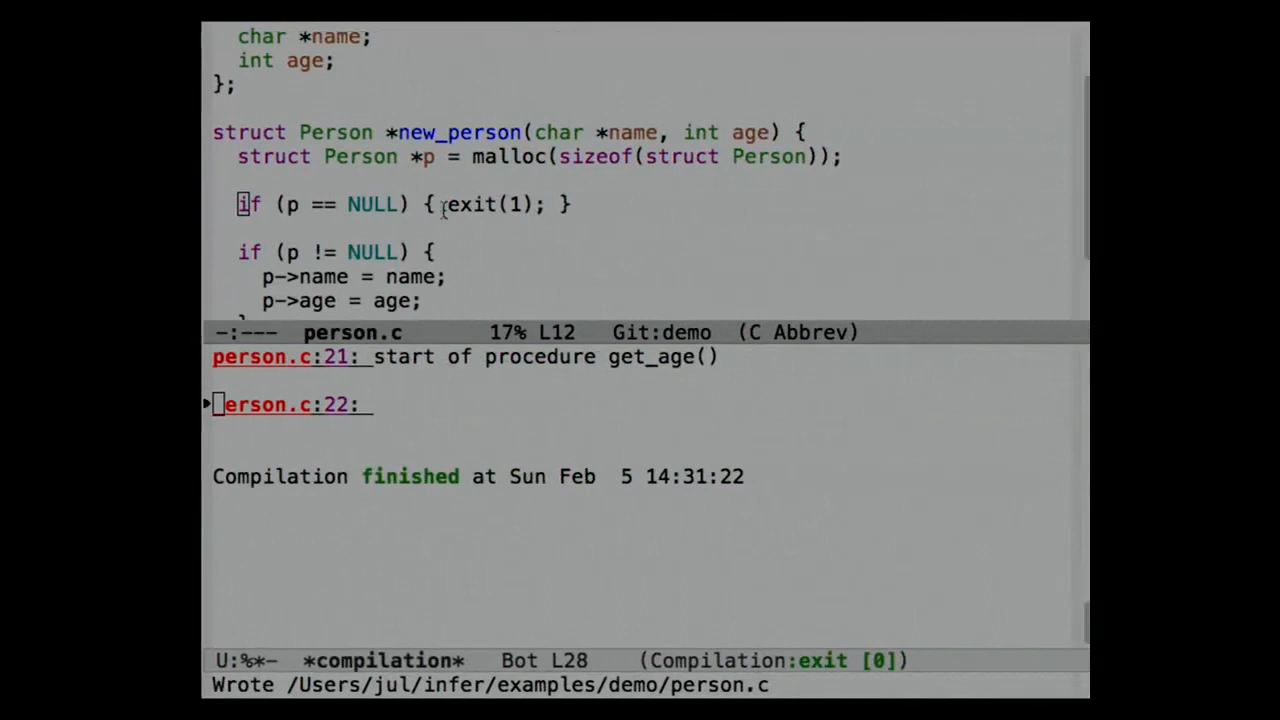 char *name;
int age;
};
struct Person *new_person(char *name, int age) {
struct Person *p = malloc(sizeof(struct Person));
if (p == NULL) { exit(1); }
if (p != NULL) {
p->name = name;
p->age = age;
-:--- person.c 17% L12 Git:demo (C Abbrev)
person.c:21: start of procedure get_age()
erson.c:22:
Compilation finished at Sun Feb 5 14:31:22
U:%*- *compilation* Bot L28 (Compilation:exit [0])
Wrote /Users/jul/infer/examples/demo/person.c